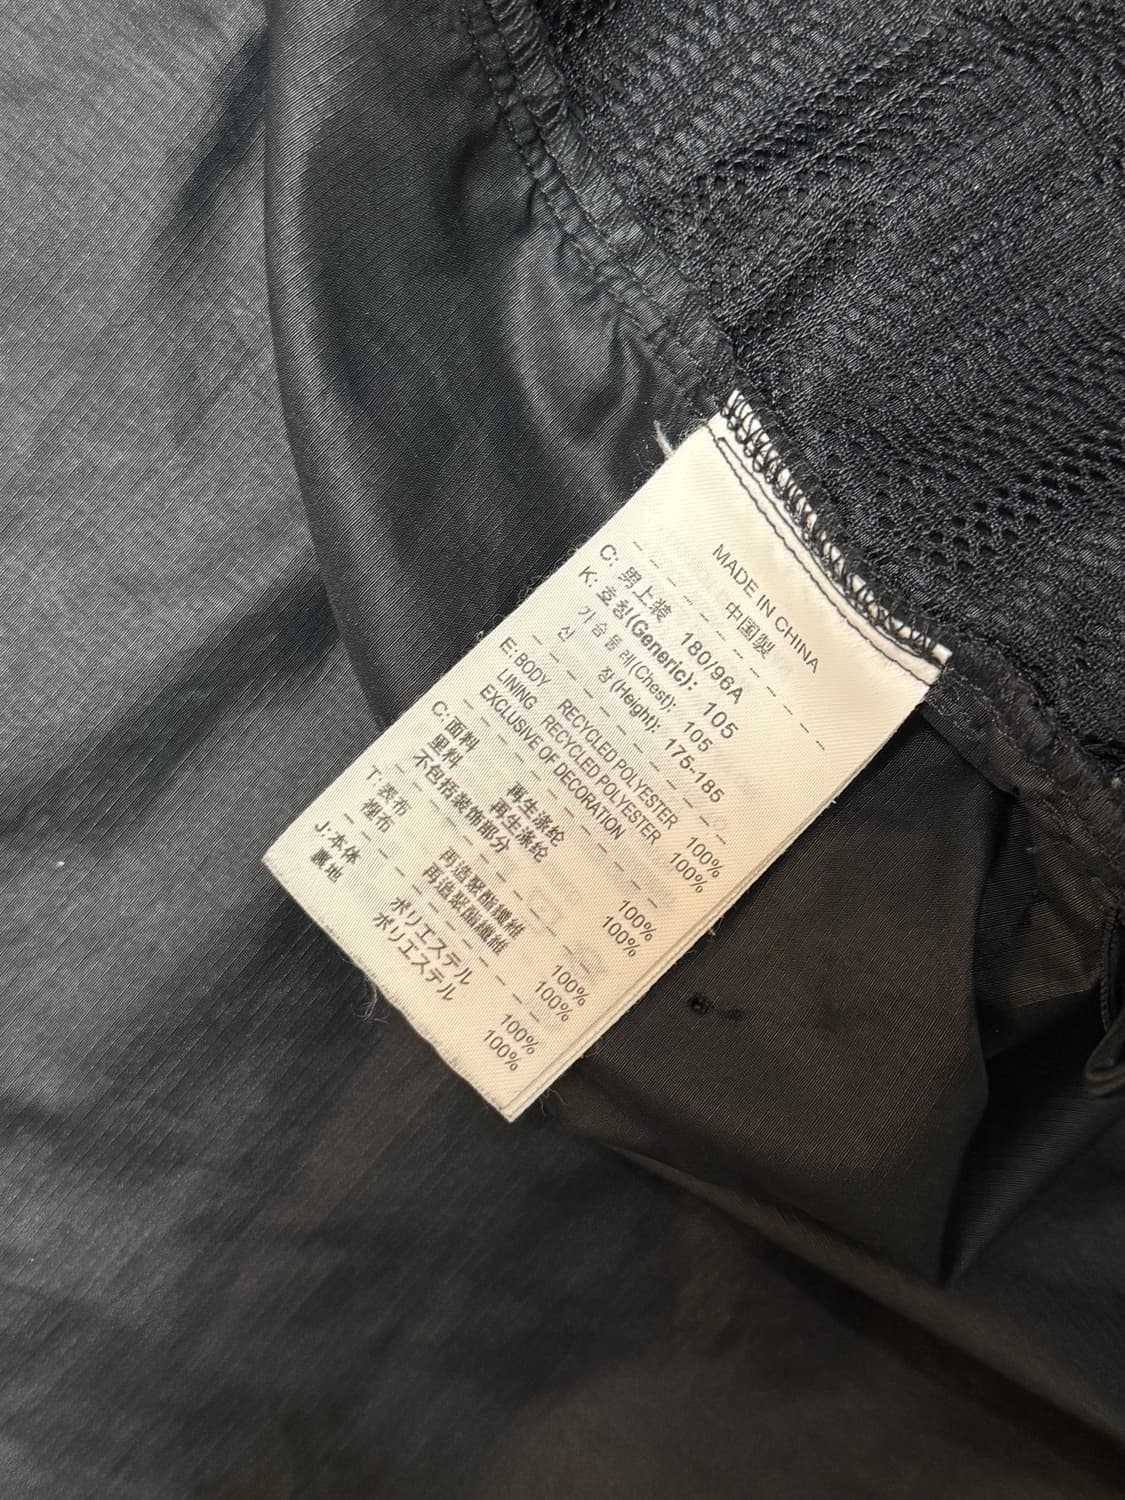 MADE IN CHINA
中国製
C: 男上装 180/96A
K: 호칭(Generic): 105
가슴둘레(Chest): 105
신 장(Height): 175-185
E: BODY RECYCLED POLYESTER 100%
LINING RECYCLED POLYESTER 100%
EXCLUSIVE OF DECORATION
C: 面料 再生涤纶 100%
里料 再生涤纶 100%
不包括装饰部分
T: 表布 再造聚酯纖維 100%
裡布 再造聚酯纖維 100%
J: 本体 ポリエステル 100%
裏地 ポリエステル 100%